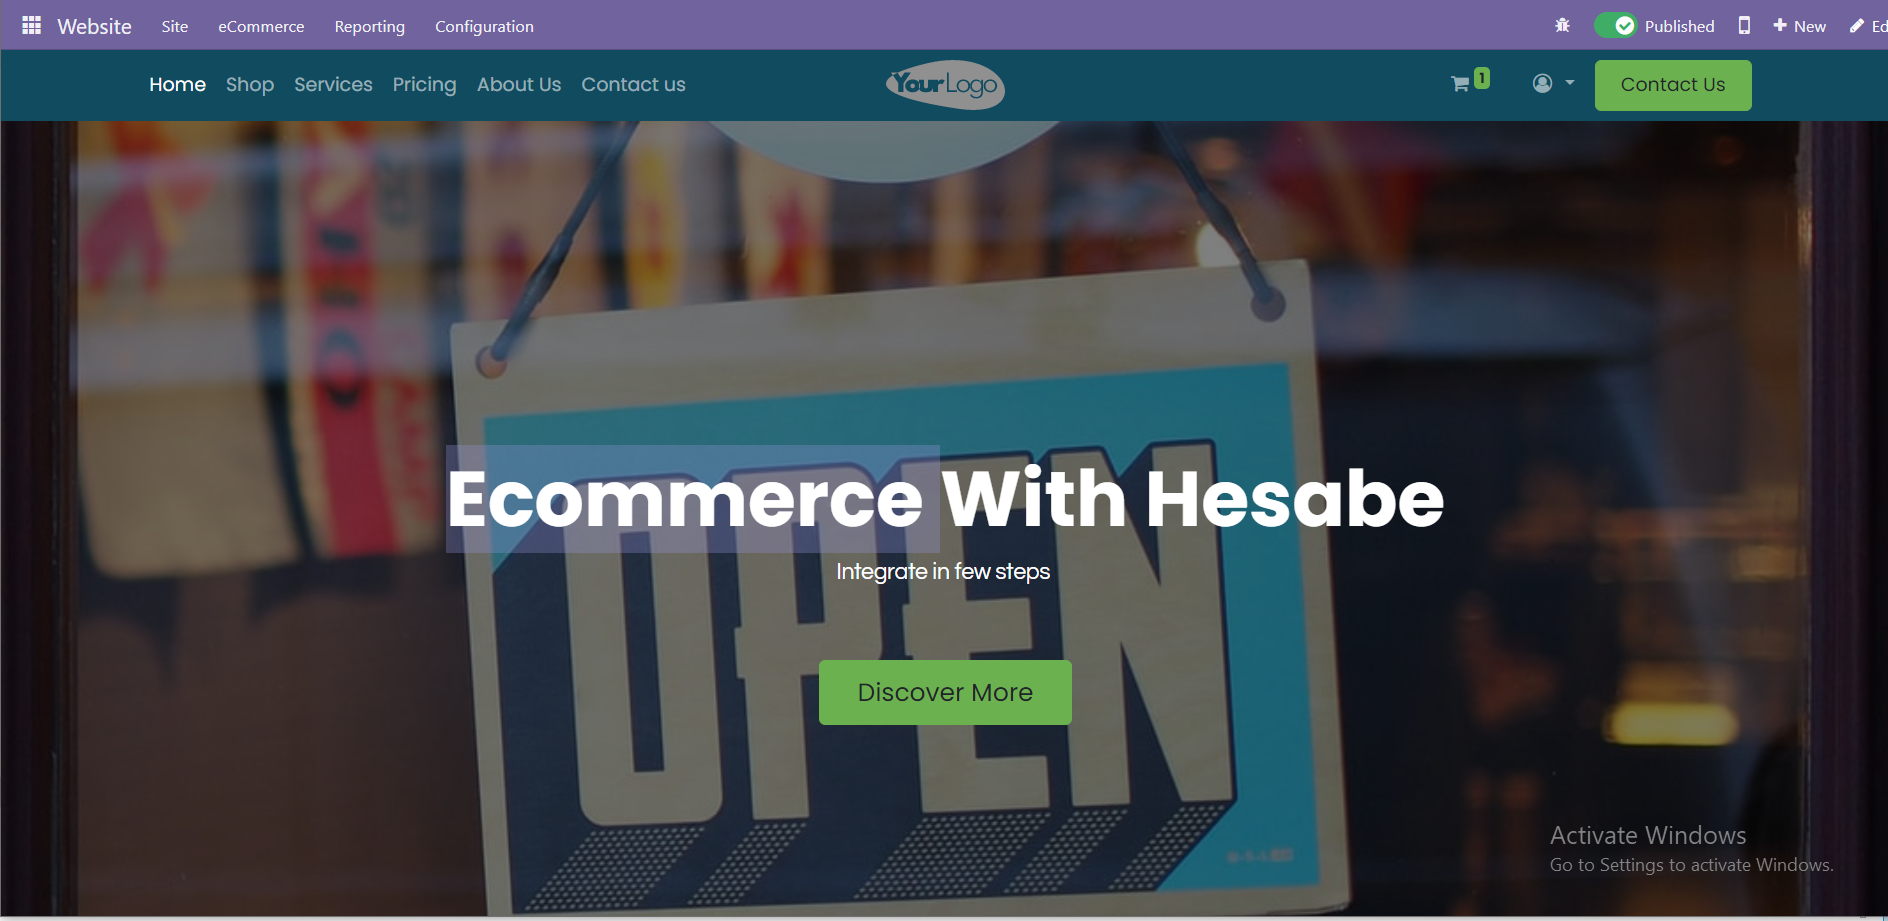 Website Site eCommerce Reporting Configuration Published New Ed
Home Shop Services Pricing About Us Contact us YourLogo 1 Contact Us
OPEN
Ecommerce With Hesabe
Integrate in few steps
Discover More
Activate Windows
Go to Settings to activate Windows.